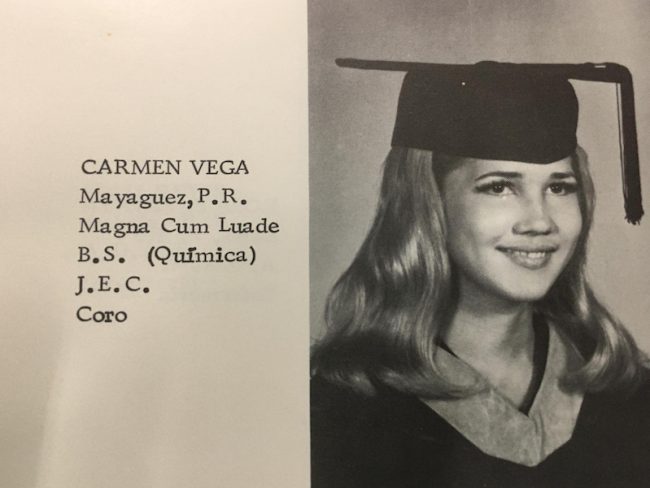 CARMEN VEGA
Mayaguez, P.R.
Magna Cum Luade
B.S. (Química)
J.E.C.
Coro